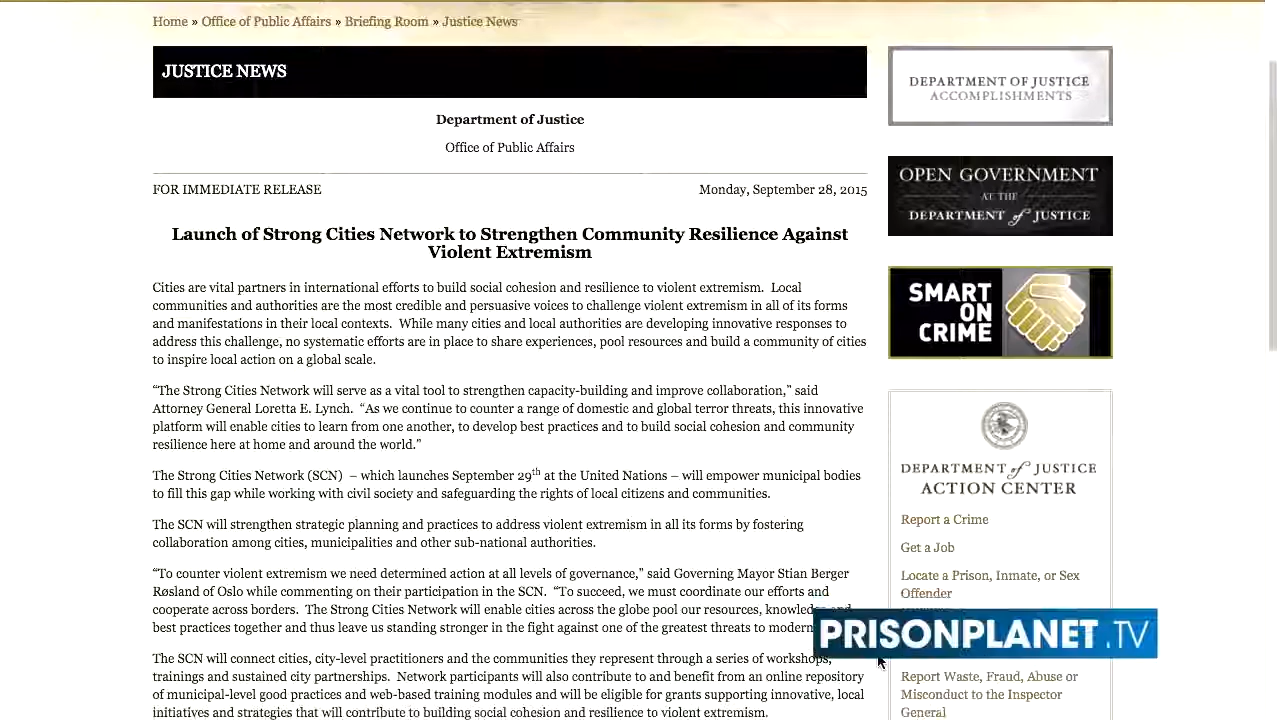 Home » Office of Public Affairs » Briefing Room » Justice News
JUSTICE NEWS
Department of Justice
Office of Public Affairs
FOR IMMEDIATE RELEASE
Monday, September 28, 2015
Launch of Strong Cities Network to Strengthen Community Resilience Against
Violent Extremism
Cities are vital partners in international efforts to build social cohesion and resilience to violent extremism.  Local
communities and authorities are the most credible and persuasive voices to challenge violent extremism in all of its forms
and manifestations in their local contexts.  While many cities and local authorities are developing innovative responses to
address this challenge, no systematic efforts are in place to share experiences, pool resources and build a community of cities
to inspire local action on a global scale.
“The Strong Cities Network will serve as a vital tool to strengthen capacity-building and improve collaboration,” said
Attorney General Loretta E. Lynch.  “As we continue to counter a range of domestic and global terror threats, this innovative
platform will enable cities to learn from one another, to develop best practices and to build social cohesion and community
resilience here at home and around the world.”
The Strong Cities Network (SCN)  – which launches September 29th at the United Nations – will empower municipal bodies
to fill this gap while working with civil society and safeguarding the rights of local citizens and communities.
The SCN will strengthen strategic planning and practices to address violent extremism in all its forms by fostering
collaboration among cities, municipalities and other sub-national authorities.
“To counter violent extremism we need determined action at all levels of governance,” said Governing Mayor Stian Berger
Røsland of Oslo while commenting on their participation in the SCN.  “To succeed, we must coordinate our efforts and
cooperate across borders.  The Strong Cities Network will enable cities across the globe pool our resources, knowledge and
best practices together and thus leave us standing stronger in the fight against one of the greatest threats to modern
The SCN will connect cities, city-level practitioners and the communities they represent through a series of workshops,
trainings and sustained city partnerships.  Network participants will also contribute to and benefit from an online repository
of municipal-level good practices and web-based training modules and will be eligible for grants supporting innovative, local
initiatives and strategies that will contribute to building social cohesion and resilience to violent extremism.
DEPARTMENT OF JUSTICE
ACCOMPLISHMENTS
OPEN GOVERNMENT
AT THE
DEPARTMENT of JUSTICE
SMART
ON
CRIME
DEPARTMENT of JUSTICE
ACTION CENTER
Report a Crime
Get a Job
Locate a Prison, Inmate, or Sex
Offender
PRISONPLANET.TV
Report Waste, Fraud, Abuse or
Misconduct to the Inspector
General